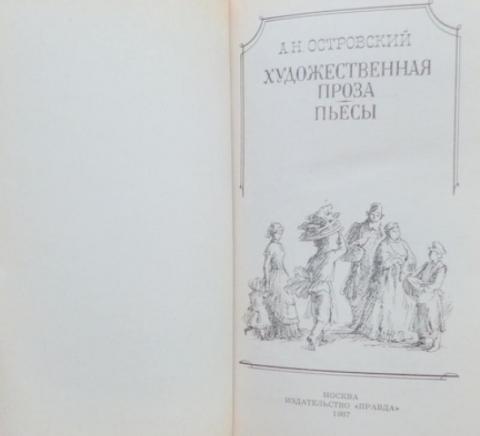 А. Н. ОСТРОВСКИЙ
ХУДОЖЕСТВЕННАЯ
ПРОЗА
ПЬЕСЫ
МОСКВА
ИЗДАТЕЛЬСТВО «ПРАВДА»
1987